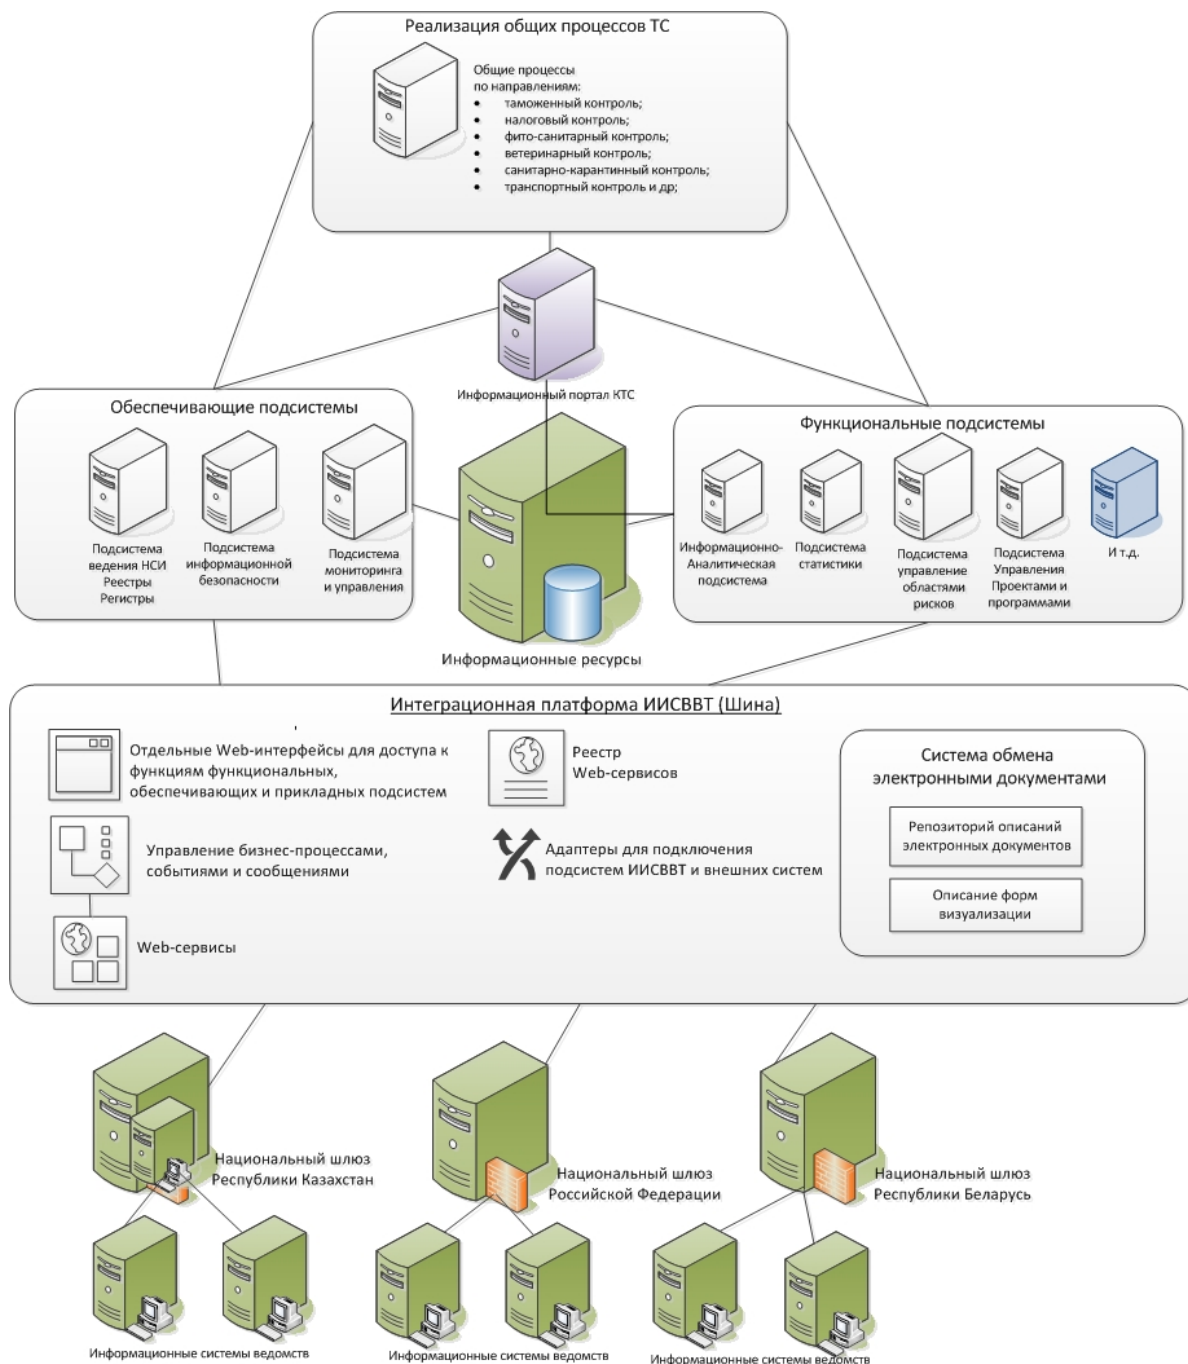 Реализация общих процессов ТС
Общие процессы
по направлениям:
• таможенный контроль;
• налоговый контроль;
• фито-санитарный контроль;
• ветеринарный контроль;
• санитарно-карантинный контроль;
• транспортный контроль и др;
Информационный портал КТС
Обеспечивающие подсистемы
Подсистема
ведения НСИ
Реестры
Регистры
Подсистема
информационной
безопасности
Подсистема
мониторинга
и управления
Информационные ресурсы
Функциональные подсистемы
Информационно-
Аналитическая
подсистема
Подсистема
статистики
Подсистема
управление
областями
рисков
Подсистема
Управления
Проектами и
программами
И т.д.
Интеграционная платформа ИИСВВТ (Шина)
Отдельные Web-интерфейсы для доступа к
функциям функциональных,
обеспечивающих и прикладных подсистем
Управление бизнес-процессами,
событиями и сообщениями
Web-сервисы
Реестр
Web-сервисов
Адаптеры для подключения
подсистем ИИСВВТ и внешних систем
Система обмена
электронными документами
Репозиторий описаний
электронных документов
Описание форм
визуализации
Национальный шлюз
Республики Казахстан
Национальный шлюз
Российской Федерации
Национальный шлюз
Республики Беларусь
Информационные системы ведомств
Информационные системы ведомств
Информационные системы ведомств